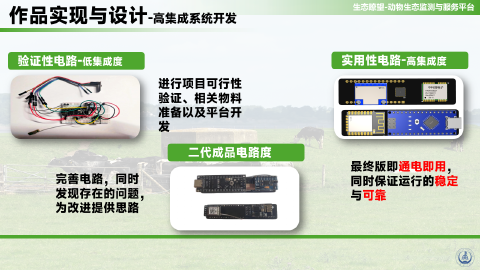 作品实现与设计-高集成系统开发
生态瞭望-动物生态监测与服务平台
验证性电路-低集成度
进行项目可行性
验证、相关物料
准备以及平台开
发
实用性电路-高集成度
二代成品电路度
完善电路，同时
发现存在的问题，
为改进提供思路
最终版即通电即用，
同时保证运行的稳定
与可靠